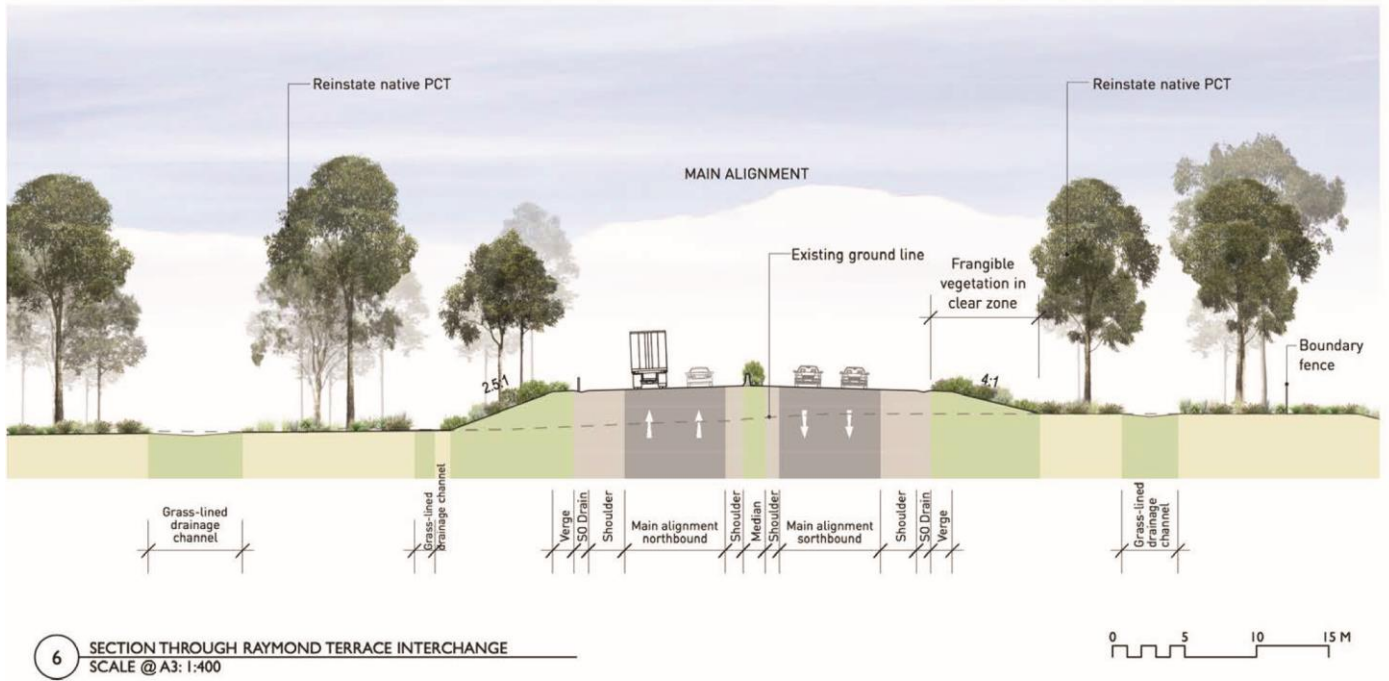 Reinstate native PCT
Reinstate native PCT
MAIN ALIGNMENT
Existing ground line
Frangible
vegetation in
clear zone
Boundary
fence
2.5:1
4:1
Grass-lined
drainage
channel
Grass-lined
drainage channel
Verge
SO Drain
Shoulder
Main alignment
northbound
Shoulder
Median
Shoulder
Main alignment
sorthbound
Shoulder
SO Drain
Verge
Grass-lined
drainage
channel
6
SECTION THROUGH RAYMOND TERRACE INTERCHANGE
SCALE @ A3: 1:400
0 5 10 15 M